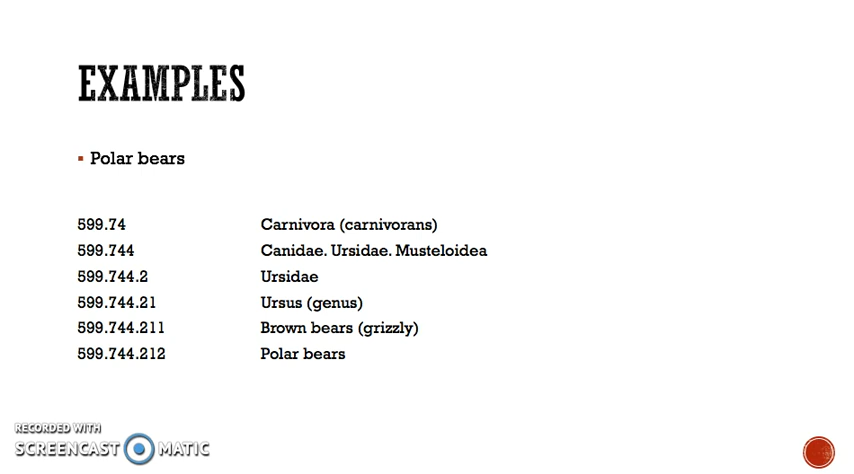 EXAMPLES
▪ Polar bears
599.74 Carnivora (carnivorans)
599.744 Canidae. Ursidae. Musteloidea
599.744.2 Ursidae
599.744.21 Ursus (genus)
599.744.211 Brown bears (grizzly)
599.744.212 Polar bears
RECORDED WITH
SCREENCAST MATIC